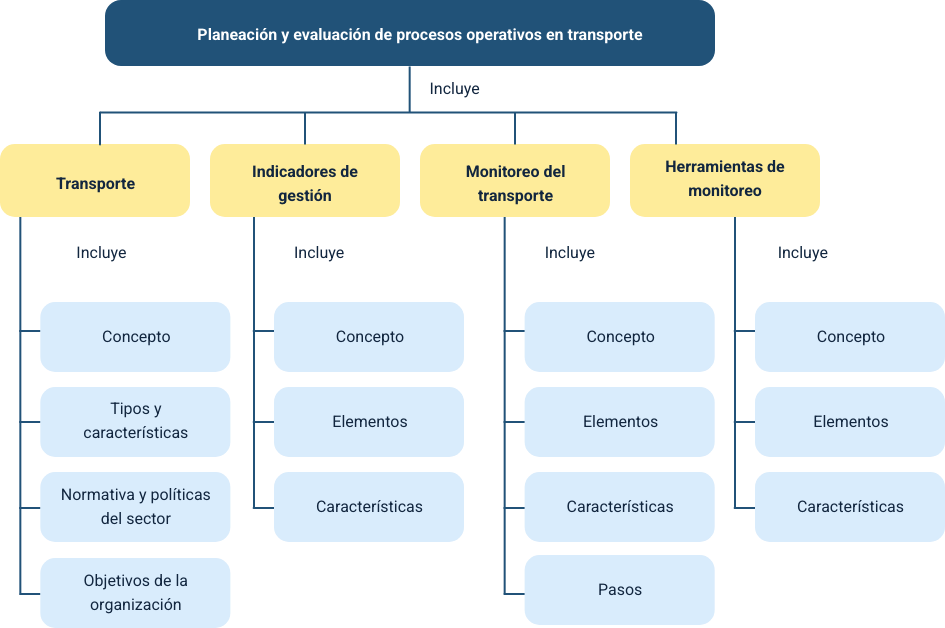 Planeación y evaluación de procesos operativos en transporte
Incluye
Transporte
Indicadores de
gestión
Monitoreo del
transporte
Herramientas de
monitoreo
Incluye
Incluye
Incluye
Incluye
Concepto
Tipos y
características
Normativa y políticas
del sector
Objetivos de la
organización
Concepto
Elementos
Características
Concepto
Elementos
Características
Pasos
Concepto
Elementos
Características